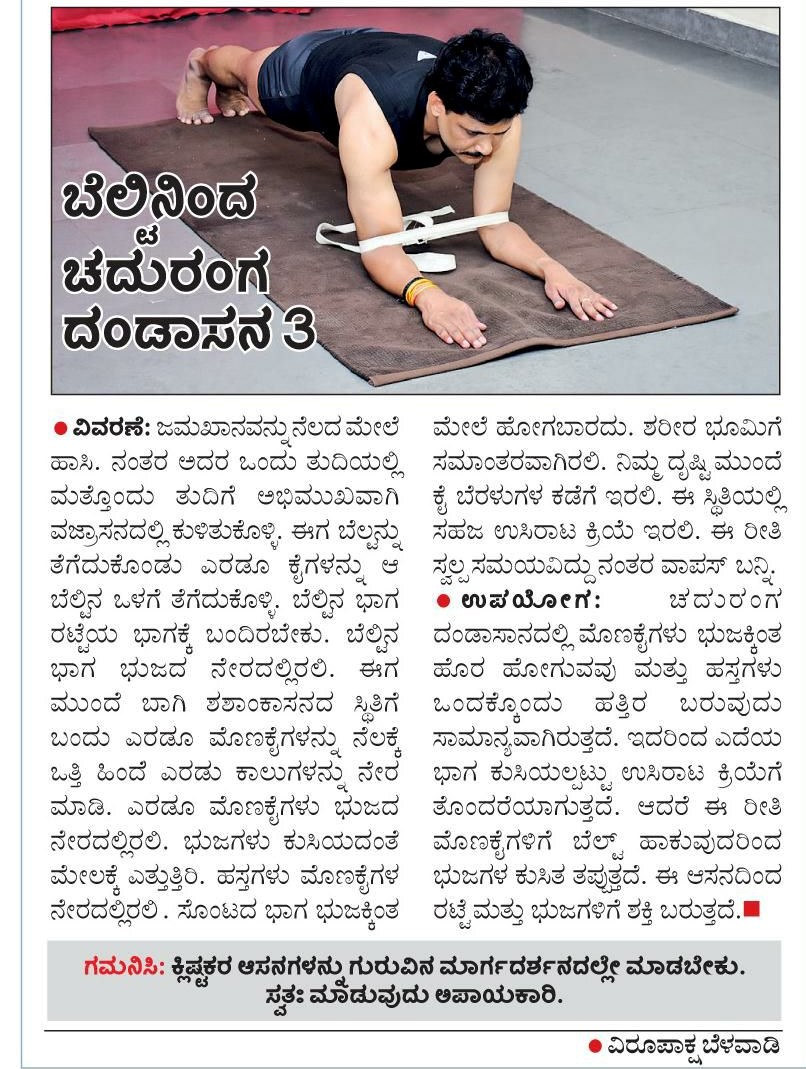 ಬೆಲ್ಟಿನಿಂದ
ಚದುರಂಗ
ದಂಡಾಸನ 3
● ವಿವರಣೆ: ಜಮಖಾನವನ್ನು ನೆಲದ ಮೇಲೆ
ಹಾಸಿ. ನಂತರ ಅದರ ಒಂದು ತುದಿಯಲ್ಲಿ
ಮತ್ತೊಂದು ತುದಿಗೆ ಅಭಿಮುಖವಾಗಿ
ವಜ್ರಾಸನದಲ್ಲಿ ಕುಳಿತುಕೊಳ್ಳಿ. ಈಗ ಬೆಲ್ಟನ್ನು
ತೆಗೆದುಕೊಂಡು ಎರಡೂ ಕೈಗಳನ್ನು ಆ
ಬೆಲ್ಟಿನ ಒಳಗೆ ತೆಗೆದುಕೊಳ್ಳಿ. ಬೆಲ್ಟಿನ ಭಾಗ
ರಟ್ಟೆಯ ಭಾಗಕ್ಕೆ ಬಂದಿರಬೇಕು. ಬೆಲ್ಟಿನ
ಭಾಗ ಭುಜದ ನೇರದಲ್ಲಿರಲಿ. ಈಗ
ಮುಂದೆ ಬಾಗಿ ಶಶಾಂಕಾಸನದ ಸ್ಥಿತಿಗೆ
ಬಂದು ಎರಡೂ ಮೊಣಕೈಗಳನ್ನು ನೆಲಕ್ಕೆ
ಒತ್ತಿ ಹಿಂದೆ ಎರಡು ಕಾಲುಗಳನ್ನು ನೇರ
ಮಾಡಿ. ಎರಡೂ ಮೊಣಕೈಗಳು ಭುಜದ
ನೇರದಲ್ಲಿರಲಿ. ಭುಜಗಳು ಕುಸಿಯದಂತೆ
ಮೇಲಕ್ಕೆ ಎತ್ತುತ್ತಿರಿ. ಹಸ್ತಗಳು ಮೊಣಕೈಗಳ
ನೇರದಲ್ಲಿರಲಿ. ಸೊಂಟದ ಭಾಗ ಭುಜಕ್ಕಿಂತ
ಮೇಲೆ ಹೋಗಬಾರದು. ಶರೀರ ಭೂಮಿಗೆ
ಸಮಾಂತರವಾಗಿರಲಿ. ನಿಮ್ಮ ದೃಷ್ಟಿ ಮುಂದೆ
ಕೈ ಬೆರಳುಗಳ ಕಡೆಗೆ ಇರಲಿ. ಈ ಸ್ಥಿತಿಯಲ್ಲಿ
ಸಹಜ ಉಸಿರಾಟ ಕ್ರಿಯೆ ಇರಲಿ. ಈ ರೀತಿ
ಸ್ವಲ್ಪ ಸಮಯವಿದ್ದು ನಂತರ ವಾಪಸ್ ಬನ್ನಿ.
● ಉಪಯೋಗ: ಚದುರಂಗ
ದಂಡಾಸಾನದಲ್ಲಿ ಮೊಣಕೈಗಳು ಭುಜಕ್ಕಿಂತ
ಹೊರ ಹೋಗುವವು ಮತ್ತು ಹಸ್ತಗಳು
ಒಂದಕ್ಕೊಂದು ಹತ್ತಿರ ಬರುವುದು
ಸಾಮಾನ್ಯವಾಗಿರುತ್ತದೆ. ಇದರಿಂದ ಎದೆಯ
ಭಾಗ ಕುಸಿಯಲ್ಪಟ್ಟು ಉಸಿರಾಟ ಕ್ರಿಯೆಗೆ
ತೊಂದರೆಯಾಗುತ್ತದೆ. ಆದರೆ ಈ ರೀತಿ
ಮೊಣಕೈಗಳಿಗೆ ಬೆಲ್ಟ್ ಹಾಕುವುದರಿಂದ
ಭುಜಗಳ ಕುಸಿತ ತಪ್ಪುತ್ತದೆ. ಈ ಆಸನದಿಂದ
ರಟ್ಟೆ ಮತ್ತು ಭುಜಗಳಿಗೆ ಶಕ್ತಿ ಬರುತ್ತದೆ.■
ಗಮನಿಸಿ: ಕ್ಲಿಷ್ಟಕರ ಆಸನಗಳನ್ನು ಗುರುವಿನ ಮಾರ್ಗದರ್ಶನದಲ್ಲೇ ಮಾಡಬೇಕು.
ಸ್ವತಃ ಮಾಡುವುದು ಅಪಾಯಕಾರಿ.
● ವಿರೂಪಾಕ್ಷ ಬೆಳವಾಡಿ